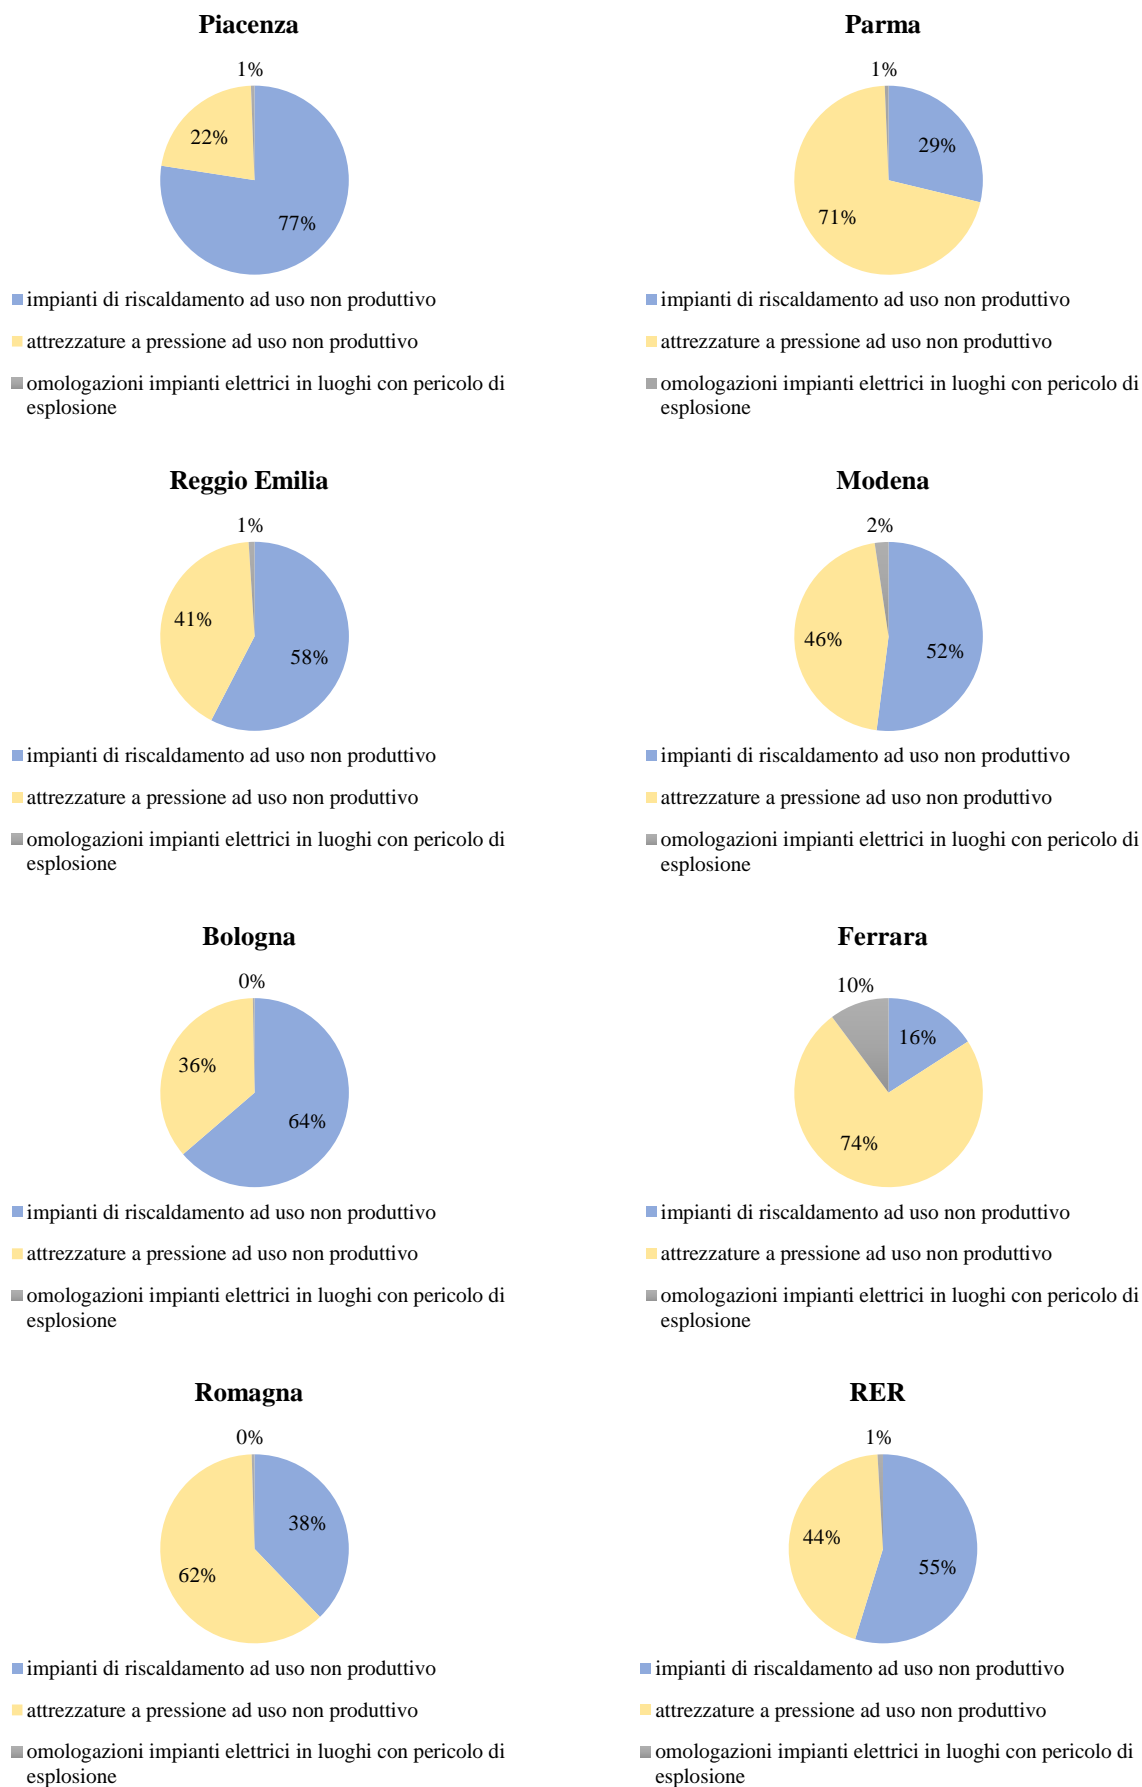 Piacenza
1%
22%
77%
impianti di riscaldamento ad uso non produttivo
attrezzature a pressione ad uso non produttivo
omologazioni impianti elettrici in luoghi con pericolo di
esplosione
Parma
1%
29%
71%
impianti di riscaldamento ad uso non produttivo
attrezzature a pressione ad uso non produttivo
omologazioni impianti elettrici in luoghi con pericolo di
esplosione
Reggio Emilia
1%
41%
58%
impianti di riscaldamento ad uso non produttivo
attrezzature a pressione ad uso non produttivo
omologazioni impianti elettrici in luoghi con pericolo di
esplosione
Modena
2%
46%
52%
impianti di riscaldamento ad uso non produttivo
attrezzature a pressione ad uso non produttivo
omologazioni impianti elettrici in luoghi con pericolo di
esplosione
Bologna
0%
36%
64%
impianti di riscaldamento ad uso non produttivo
attrezzature a pressione ad uso non produttivo
omologazioni impianti elettrici in luoghi con pericolo di
esplosione
Ferrara
10%
16%
74%
impianti di riscaldamento ad uso non produttivo
attrezzature a pressione ad uso non produttivo
omologazioni impianti elettrici in luoghi con pericolo di
esplosione
Romagna
0%
38%
62%
impianti di riscaldamento ad uso non produttivo
attrezzature a pressione ad uso non produttivo
omologazioni impianti elettrici in luoghi con pericolo di
esplosione
RER
1%
44%
55%
impianti di riscaldamento ad uso non produttivo
attrezzature a pressione ad uso non produttivo
omologazioni impianti elettrici in luoghi con pericolo di
esplosione